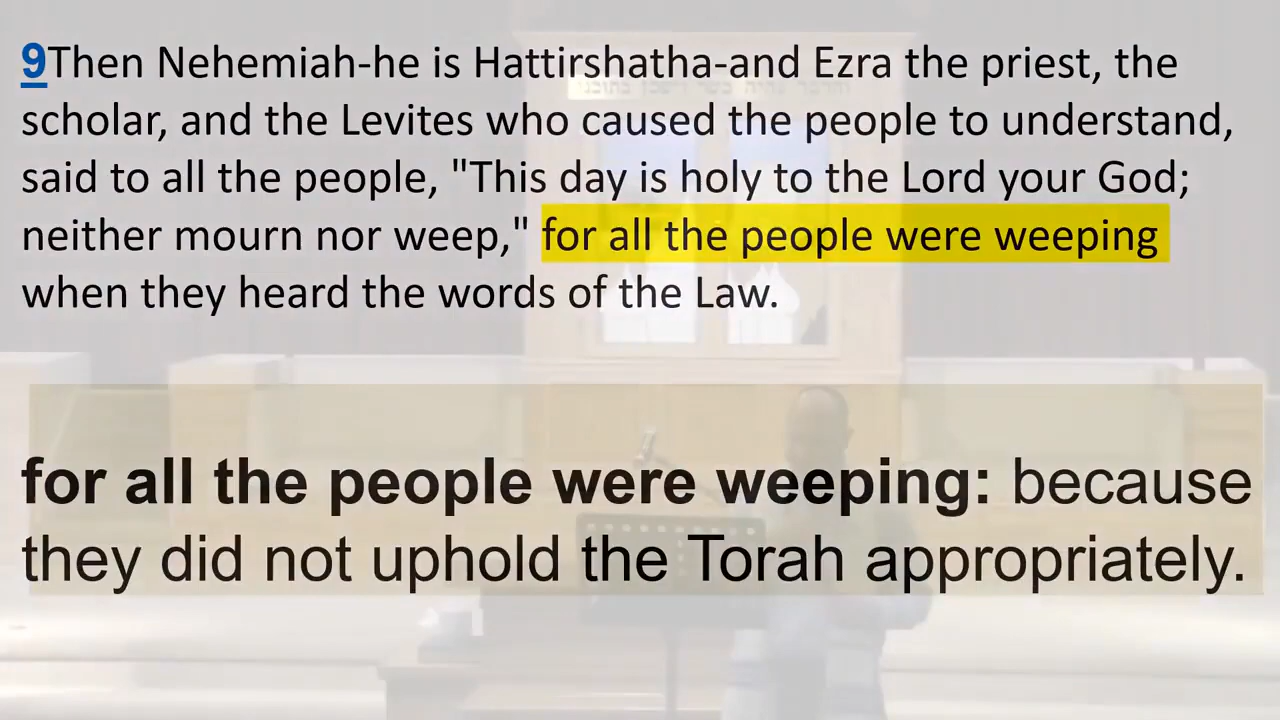 9Then Nehemiah-he is Hattirshatha-and Ezra the priest, the
scholar, and the Levites who caused the people to understand,
said to all the people, "This day is holy to the Lord your God;
neither mourn nor weep," for all the people were weeping
when they heard the words of the Law.
for all the people were weeping: because
they did not uphold the Torah appropriately.